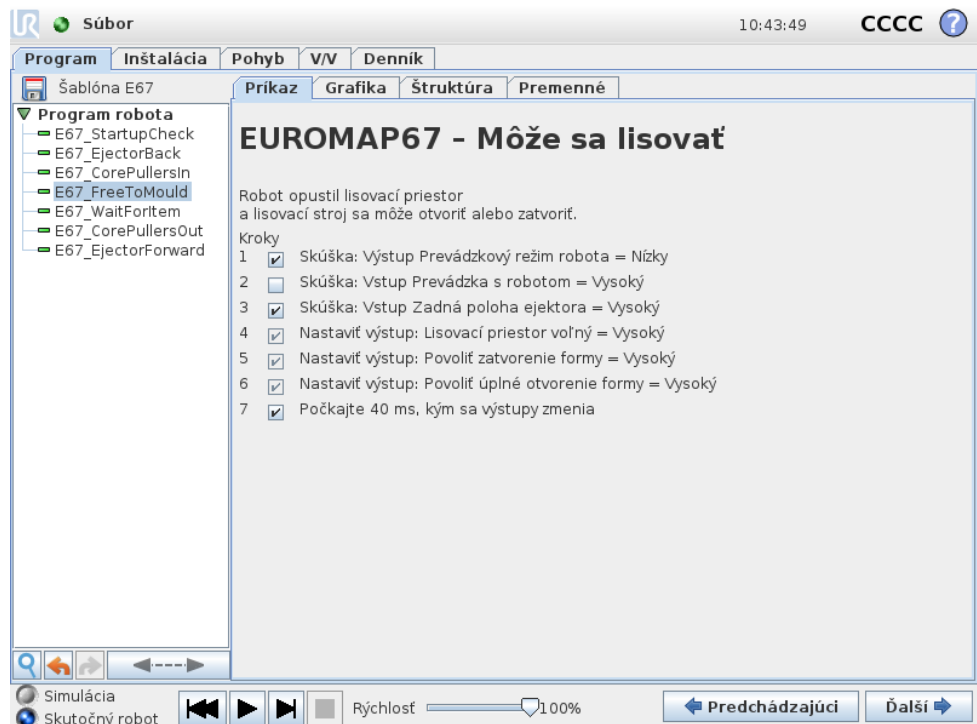 UR Súbor 10:43:49 CCCC ?
Program Inštalácia Pohyb V/V Denník
Šablóna E67 Príkaz Grafika Štruktúra Premenné
Program robota
E67_StartupCheck
E67_EjectorBack
E67_CorePullersIn
E67_FreeToMould
E67_WaitForItem
E67_CorePullersOut
E67_EjectorForward
EUROMAP67 – Môže sa lisovať
Robot opustil lisovací priestor
a lisovací stroj sa môže otvoriť alebo zatvoriť.
Kroky
1 Skúška: Výstup Prevádzkový režim robota = Nízky
2 Skúška: Vstup Prevádzka s robotom = Vysoký
3 Skúška: Vstup Zadná poloha ejektora = Vysoký
4 Nastaviť výstup: Lisovací priestor voľný = Vysoký
5 Nastaviť výstup: Povoliť zatvorenie formy = Vysoký
6 Nastaviť výstup: Povoliť úplné otvorenie formy = Vysoký
7 Počkajte 40 ms, kým sa výstupy zmenia
Simulácia
Skutočný robot
Rýchlosť 100%
Predchádzajúci Ďalší